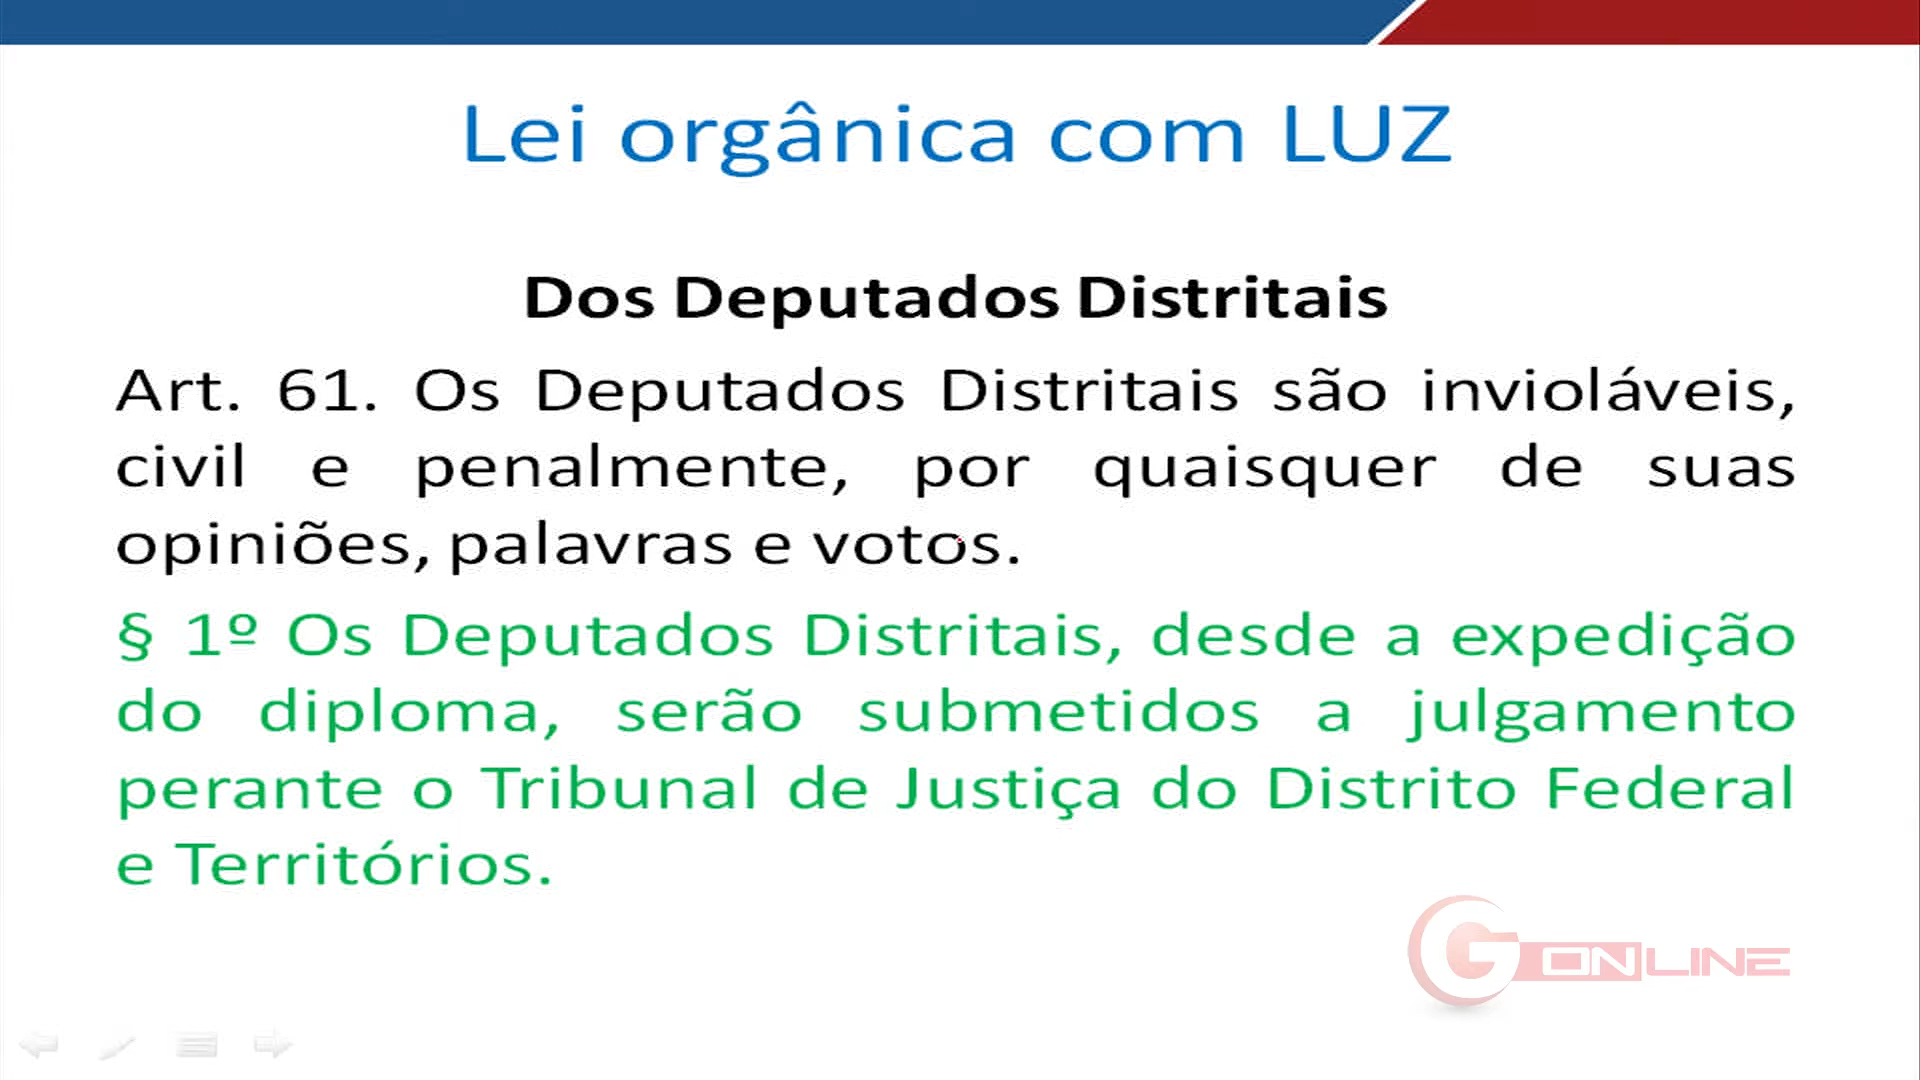 Lei orgânica com LUZ
Dos Deputados Distritais
Art. 61. Os Deputados Distritais são invioláveis,
civil e penalmente, por quaisquer de suas
opiniões, palavras e votos.
§ 1º Os Deputados Distritais, desde a expedição
do diploma, serão submetidos a julgamento
perante o Tribunal de Justiça do Distrito Federal
e Territórios.
G ONLINE